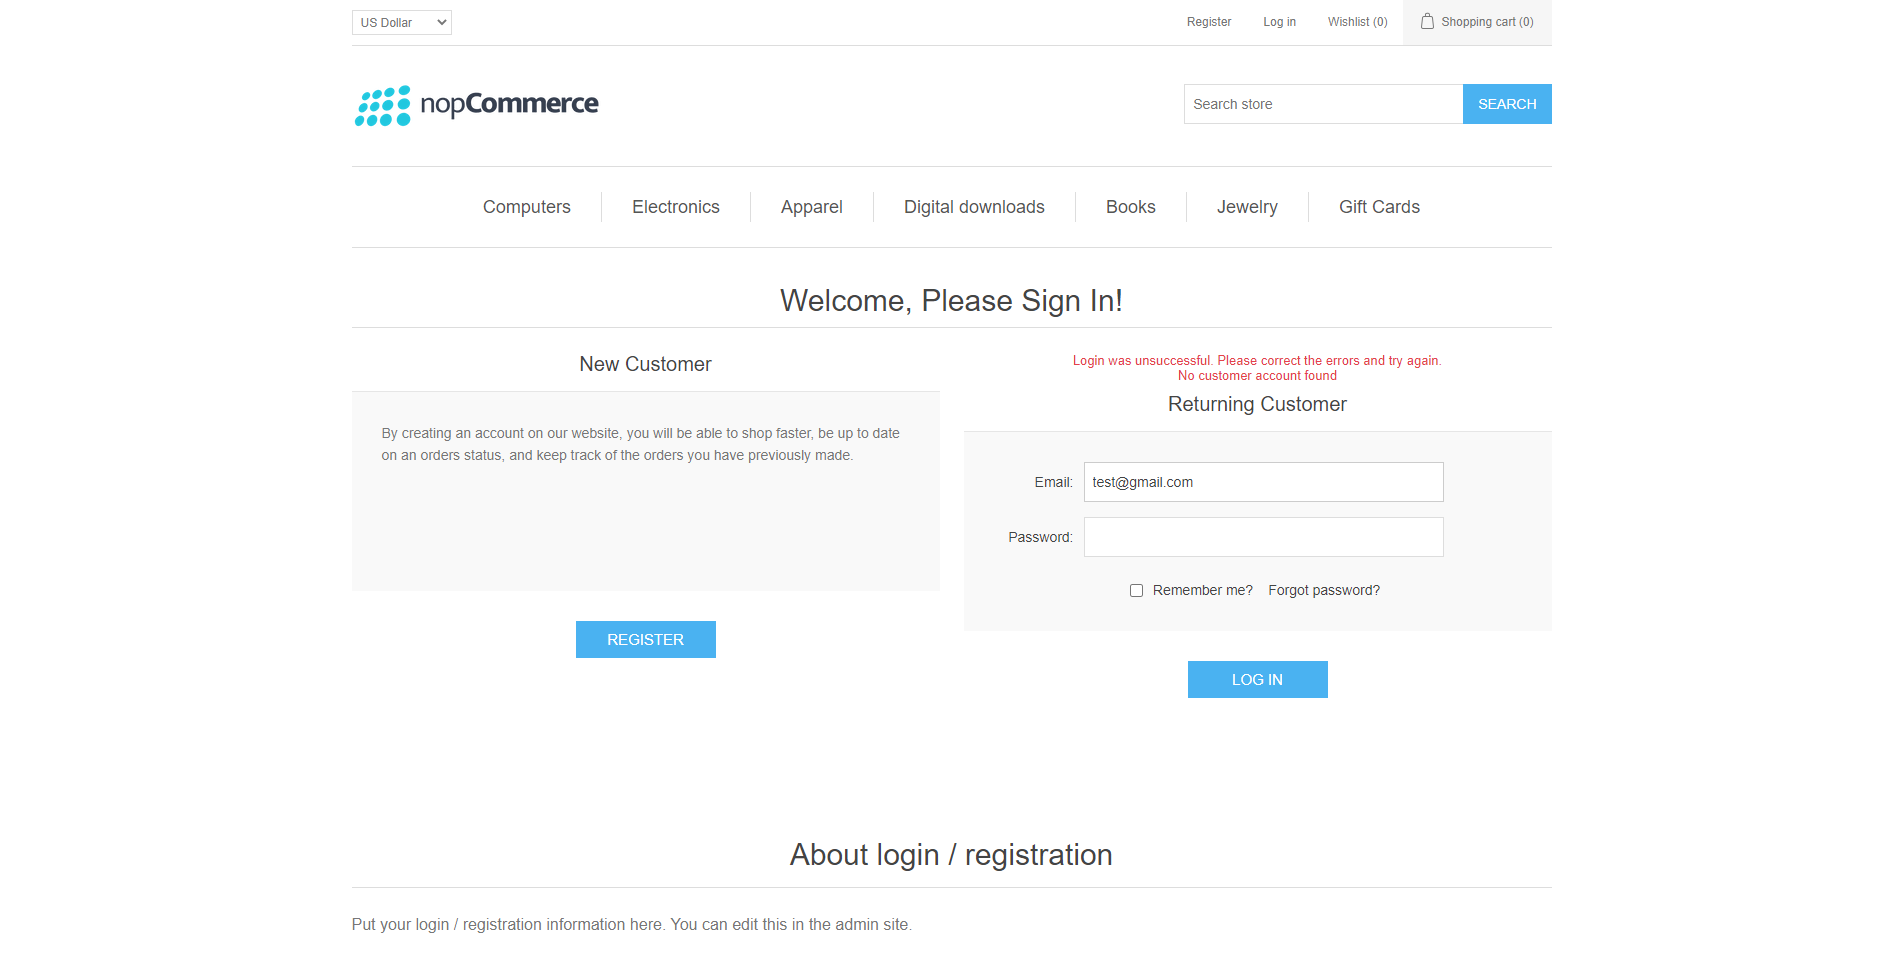 US Dollar
Register
Log in
Wishlist (0)
Shopping cart (0)
nopCommerce
Search store
SEARCH
Computers
Electronics
Apparel
Digital downloads
Books
Jewelry
Gift Cards
Welcome, Please Sign In!
New Customer
By creating an account on our website, you will be able to shop faster, be up to date
on an orders status, and keep track of the orders you have previously made.
REGISTER
Login was unsuccessful. Please correct the errors and try again.
No customer account found
Returning Customer
Email: test@gmail.com
Password:
Remember me? Forgot password?
LOG IN
About login / registration
Put your login / registration information here. You can edit this in the admin site.